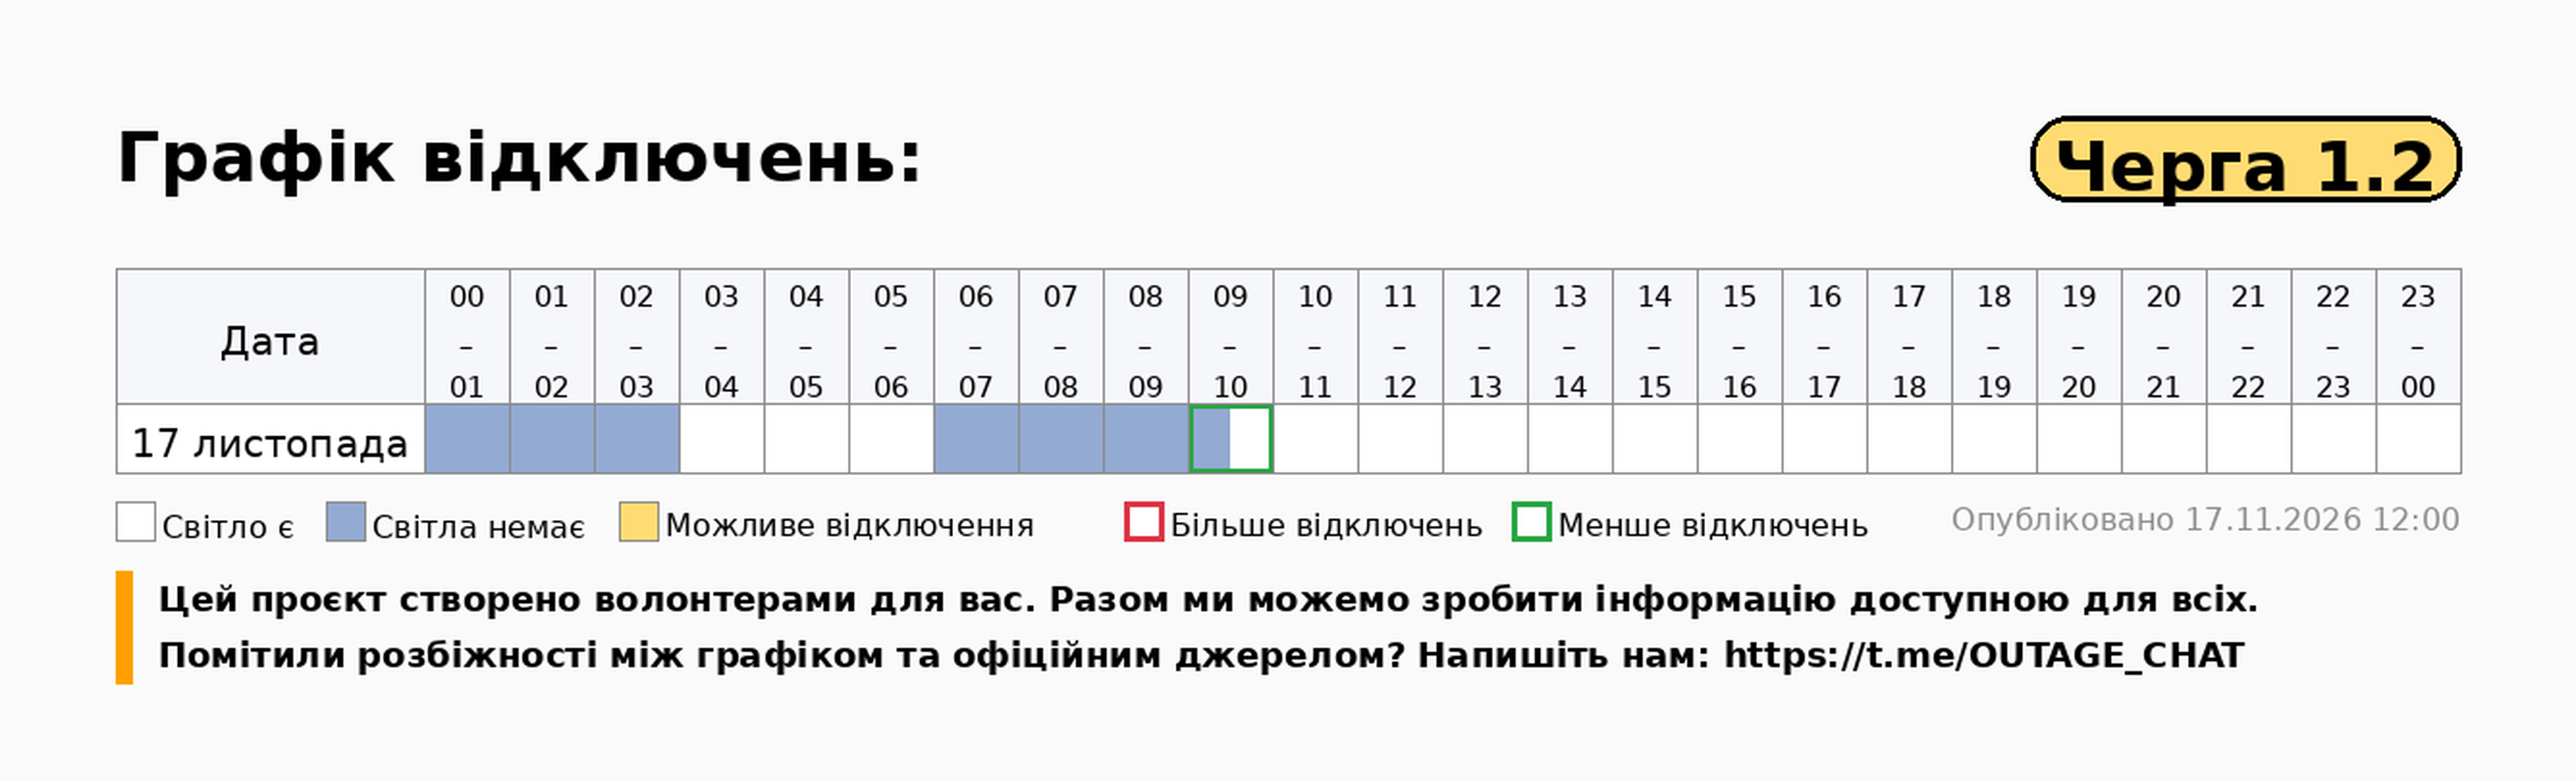 Графік відключень:
Черга 1.2
Дата 00 – 01 01 – 02 02 – 03 03 – 04 04 – 05 05 – 06 06 – 07 07 – 08 08 – 09 09 – 10 10 – 11 11 – 12 12 – 13 13 – 14 14 – 15 15 – 16 16 – 17 17 – 18 18 – 19 19 – 20 20 – 21 21 – 22 22 – 23 23 – 00
17 листопада
Світло є Світла немає Можливе відключення Більше відключень Менше відключень Опубліковано 17.11.2026 12:00
Цей проєкт створено волонтерами для вас. Разом ми можемо зробити інформацію доступною для всіх.
Помітили розбіжності між графіком та офіційним джерелом? Напишіть нам: https://t.me/OUTAGE_CHAT